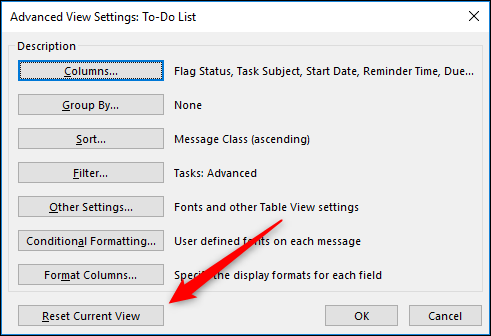 Advanced View Settings: To-Do List
Description
Columns... Flag Status, Task Subject, Start Date, Reminder Time, Due...
Group By... None
Sort... Message Class (ascending)
Filter... Tasks: Advanced
Other Settings... Fonts and other Table View settings
Conditional Formatting... User defined fonts on each message
Format Columns... Specify the display formats for each field
Reset Current View OK Cancel